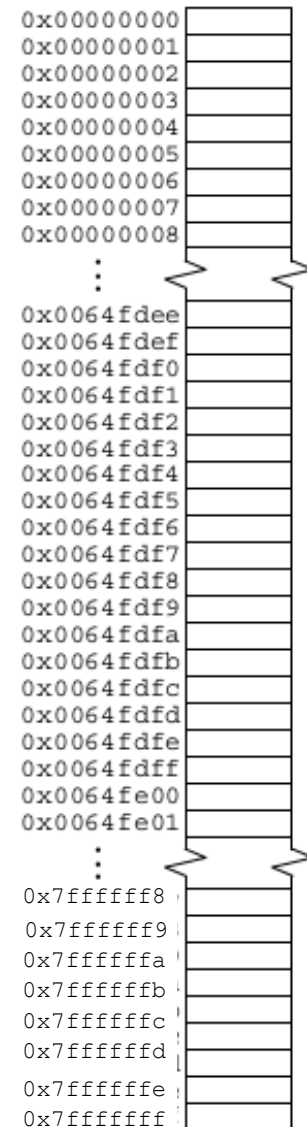 0x00000000
0x00000001
0x00000002
0x00000003
0x00000004
0x00000005
0x00000006
0x00000007
0x00000008
⋮
0x0064fdee
0x0064fdef
0x0064fdf0
0x0064fdf1
0x0064fdf2
0x0064fdf3
0x0064fdf4
0x0064fdf5
0x0064fdf6
0x0064fdf7
0x0064fdf8
0x0064fdf9
0x0064fdfa
0x0064fdfb
0x0064fdfc
0x0064fdfd
0x0064fdfe
0x0064fdff
0x0064fe00
0x0064fe01
⋮
0x7ffffff8
0x7ffffff9
0x7ffffffa
0x7ffffffb
0x7ffffffc
0x7ffffffd
0x7ffffffe
0x7fffffff